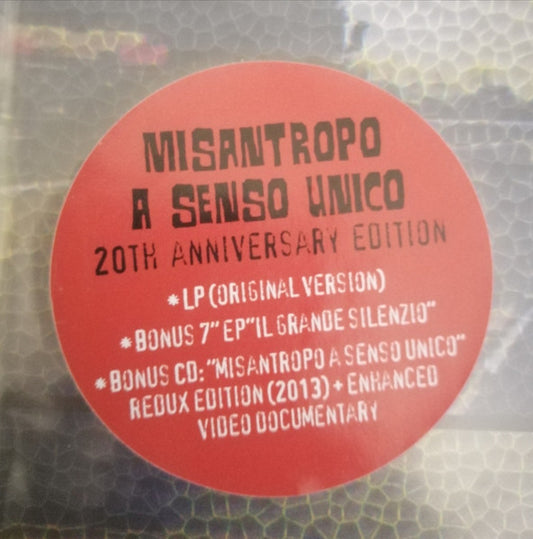 MISANTROPO
A SENSO UNICO
20TH ANNIVERSARY EDITION
* LP (ORIGINAL VERSION)
* BONUS 7" EP "IL GRANDE SILENZIO"
* BONUS CD: "MISANTROPO A SENSO UNICO"
REDUX EDITION (2013) + ENHANCED
VIDEO DOCUMENTARY